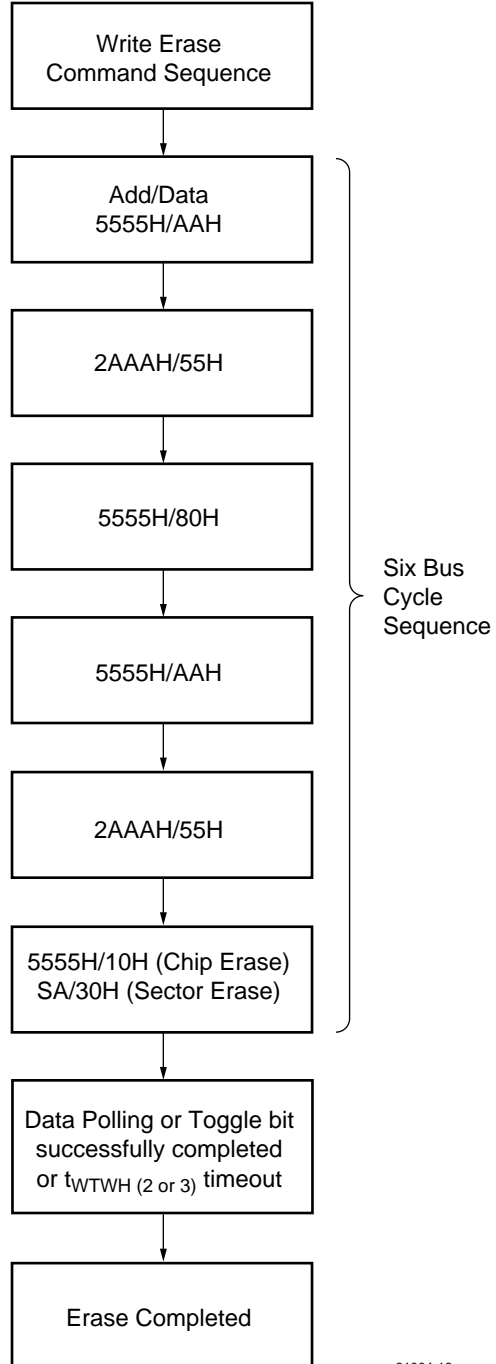 Write Erase
Command Sequence
Add/Data
5555H/AAH
2AAAH/55H
5555H/80H
5555H/AAH
2AAAH/55H
5555H/10H (Chip Erase)
SA/30H (Sector Erase)
Six Bus
Cycle
Sequence
Data Polling or Toggle bit
successfully completed
or tWTWH (2 or 3) timeout
Erase Completed